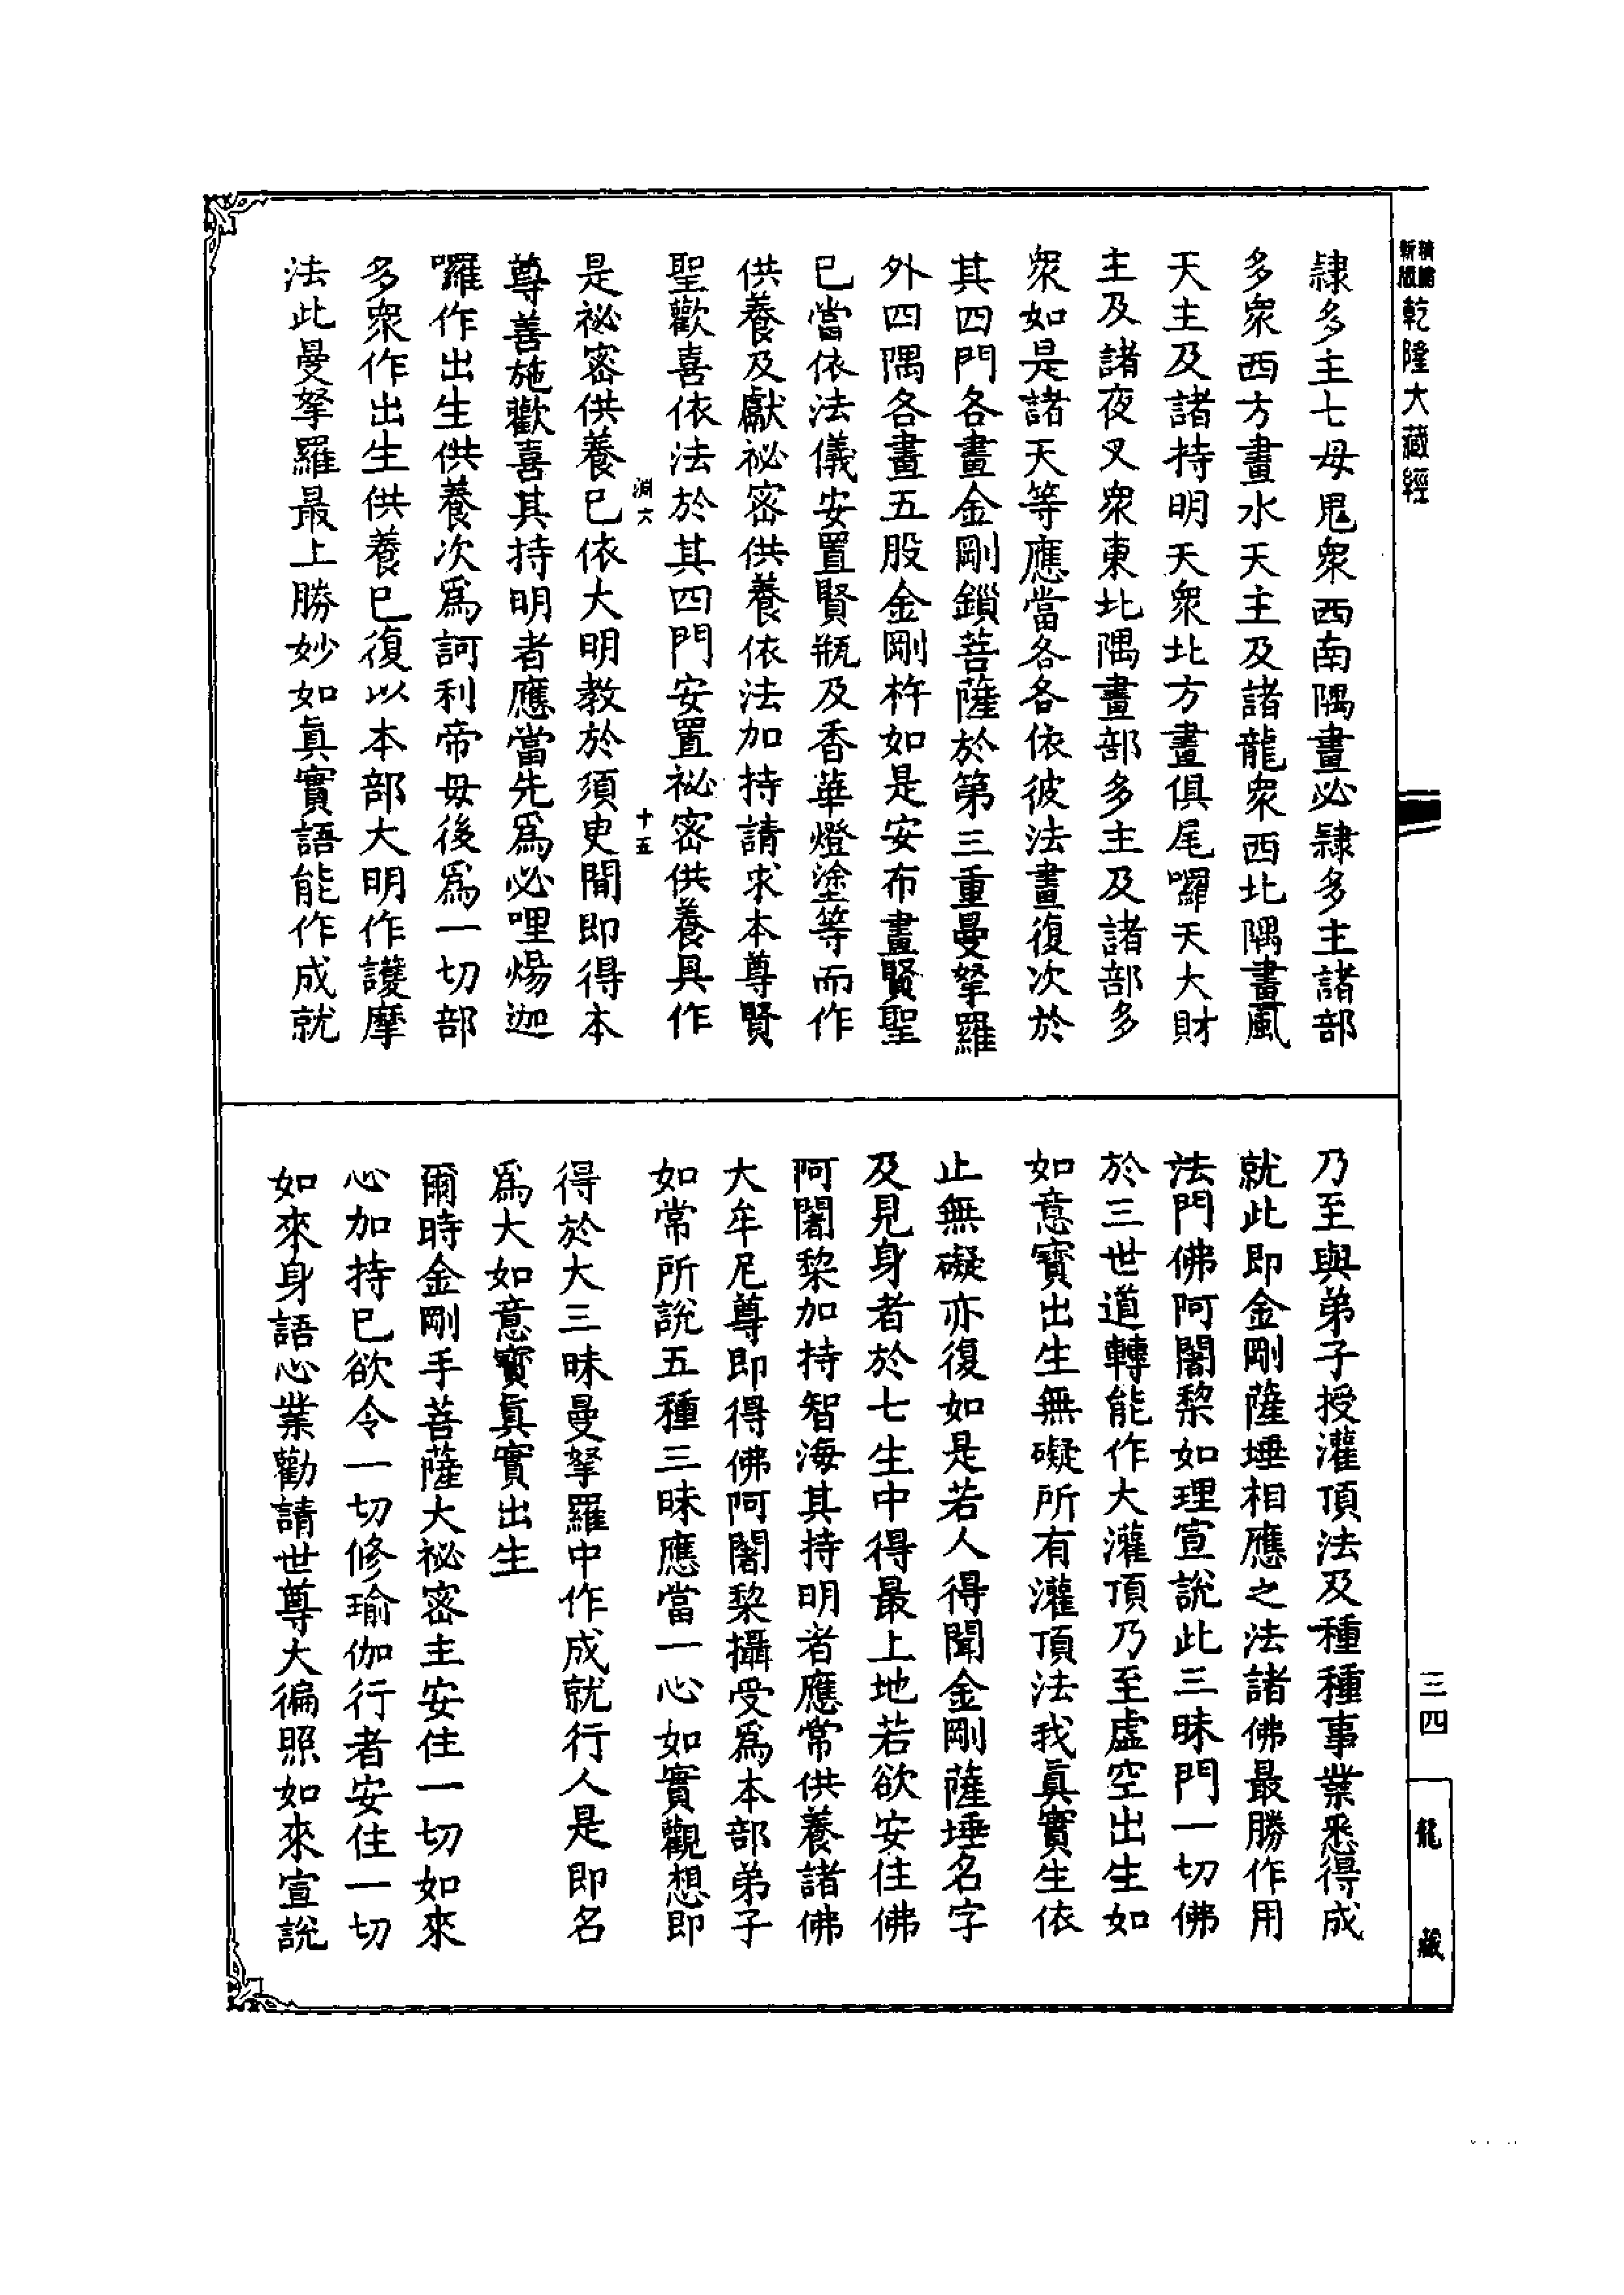 新版
精縮
乾隆大藏經
隸多主七母鬼衆西南隅畫必隸多主諸部
多衆西方畫水天主及諸龍衆西北隅畫風
天主及諸持明天衆北方畫俱尾囉天大財
主及諸夜叉衆東北隅畫部多主及諸部多
衆如是諸天等應當各各依彼法畫復次於
其四門各畫金剛鎖菩薩於第三重曼拏羅
外四隅各畫五股金剛杵如是安布畫賢聖
已當依法儀安置賢瓶及香華燈塗等而作
供養及獻祕密供養依法加持請求本尊賢
聖歡喜依法於其四門安置祕密供養具作
淵六
十五
是祕密供養已依大明教於須臾間即得本
尊善施歡喜其持明者應當先爲必哩煬迦
囉作出生供養次爲訶利帝母後爲一切部
多衆作出生供養已復以本部大明作護摩
法此曼拏羅最上勝妙如眞實語能作成就
乃至與弟子授灌頂法及種種事業悉得成
就此即金剛薩埵相應之法諸佛最勝作用
法門佛阿闍黎如理宣說此三昧門一切佛
於三世道轉能作大灌頂乃至虛空出生如
如意寶出生無礙所有灌頂法我眞實生依
止無礙亦復如是若人得聞金剛薩埵名字
及見身者於七生中得最上地若欲安住佛
阿闍黎加持智海其持明者應常供養諸佛
大牟尼尊即得佛阿闍黎攝受爲本部弟子
如常所說五種三昧應當一心如實觀想即
得於大三昧曼拏羅中作成就行人是即名
爲大如意寶眞實出生
爾時金剛手菩薩大祕密主安住一切如來
心加持已欲令一切修瑜伽行者安住一切
如來身語心業勸請世尊大徧照如來宣說
三四
龍藏